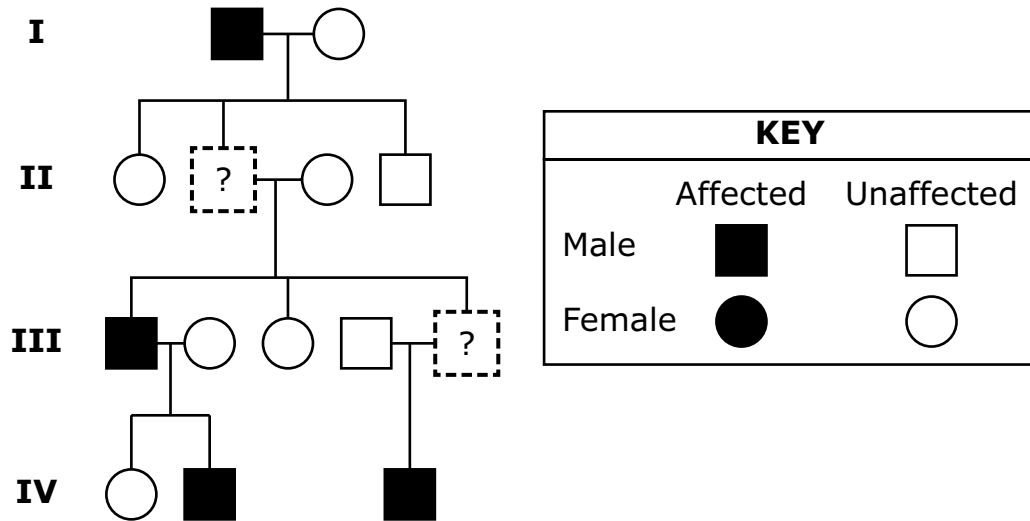 I
II
?
III
?
IV
KEY
Affected Unaffected
Male
Female